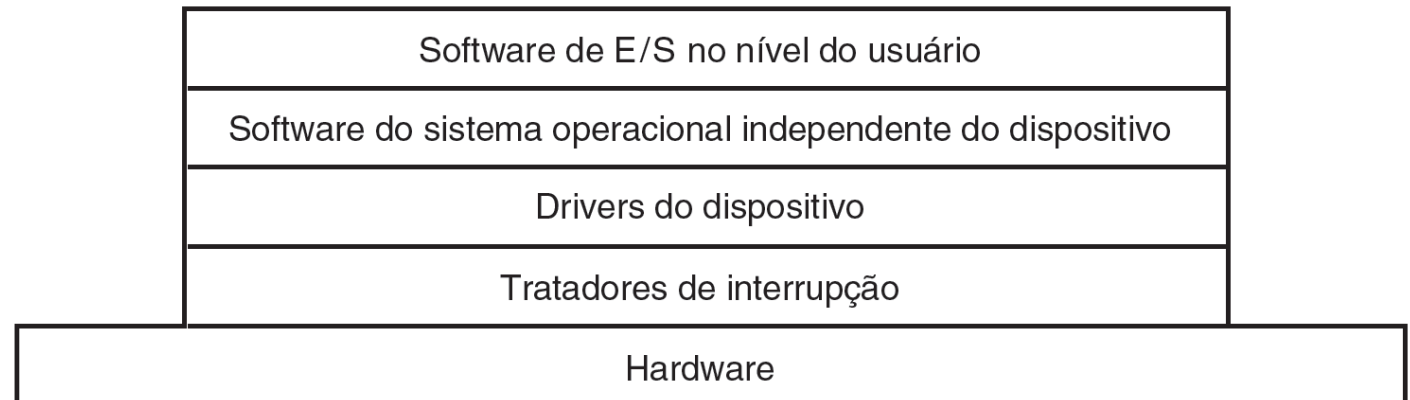 Software de E/S no nível do usuário
Software do sistema operacional independente do dispositivo
Drivers do dispositivo
Tratadores de interrupção
Hardware